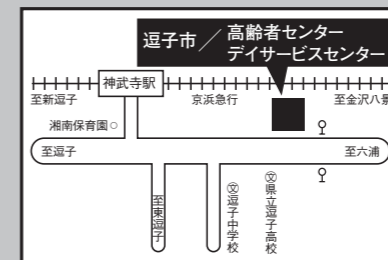 逗子市／高齢者センター
デイサービスセンター
神武寺駅
至新逗子
京浜急行
至金沢八景
湘南保育園○
至逗子
至六浦
至東逗子
㊫逗子中学校
㊫県立逗子高校